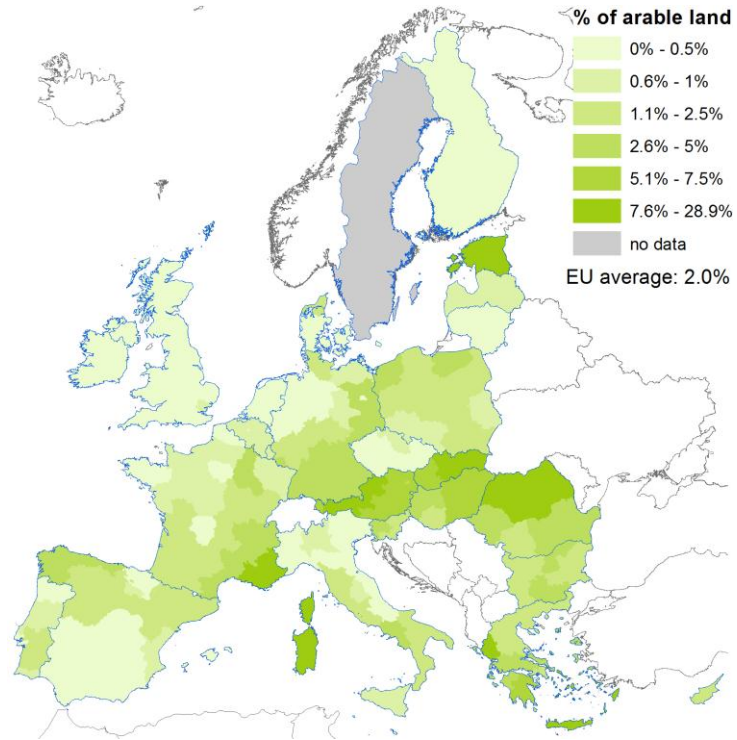 % of arable land
0% - 0.5%
0.6% - 1%
1.1% - 2.5%
2.6% - 5%
5.1% - 7.5%
7.6% - 28.9%
no data
EU average: 2.0%